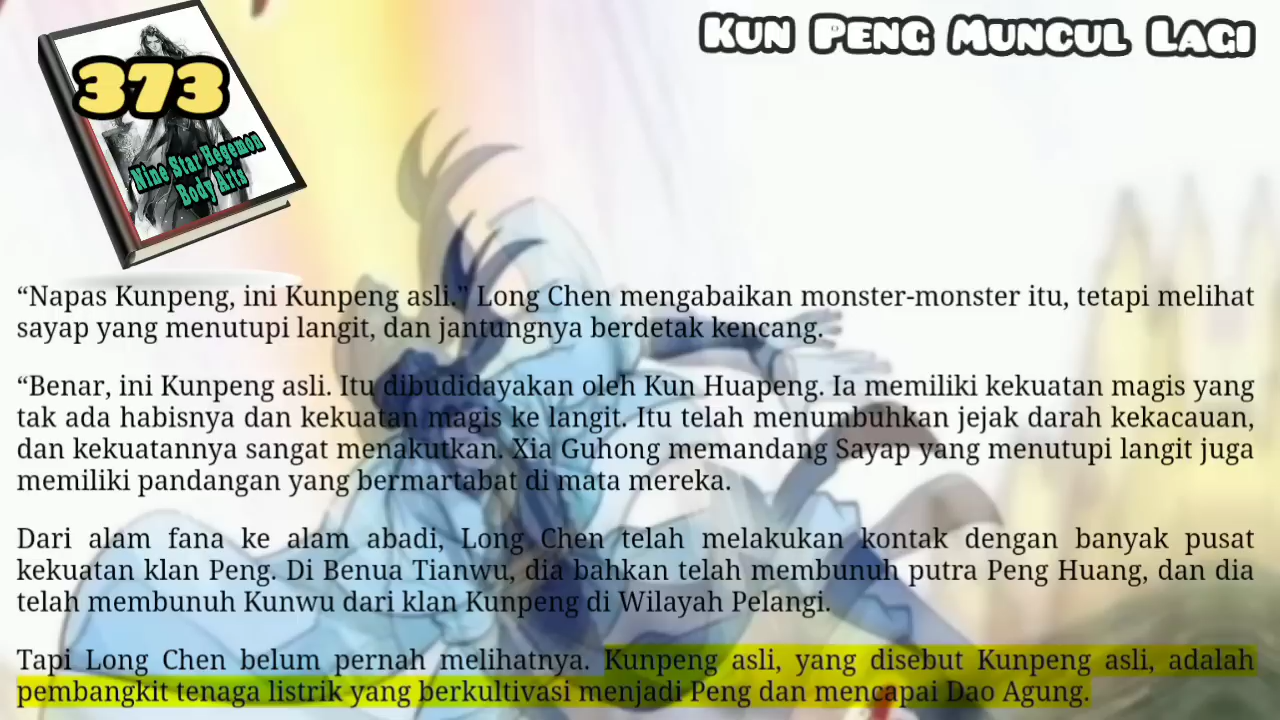 Kun Peng Muncul Lagi
373
Nine Star Hegemon
Body Arts
“Napas Kunpeng, ini Kunpeng asli.” Long Chen mengabaikan monster-monster itu, tetapi melihat
sayap yang menutupi langit, dan jantungnya berdetak kencang.
“Benar, ini Kunpeng asli. Itu dibudidayakan oleh Kun Huapeng. Ia memiliki kekuatan magis yang
tak ada habisnya dan kekuatan magis ke langit. Itu telah menumbuhkan jejak darah kekacauan,
dan kekuatannya sangat menakutkan. Xia Guhong memandang Sayap yang menutupi langit juga
memiliki pandangan yang bermartabat di mata mereka.
Dari alam fana ke alam abadi, Long Chen telah melakukan kontak dengan banyak pusat
kekuatan klan Peng. Di Benua Tianwu, dia bahkan telah membunuh putra Peng Huang, dan dia
telah membunuh Kunwu dari klan Kunpeng di Wilayah Pelangi.
Tapi Long Chen belum pernah melihatnya. Kunpeng asli, yang disebut Kunpeng asli, adalah
pembangkit tenaga listrik yang berkultivasi menjadi Peng dan mencapai Dao Agung.